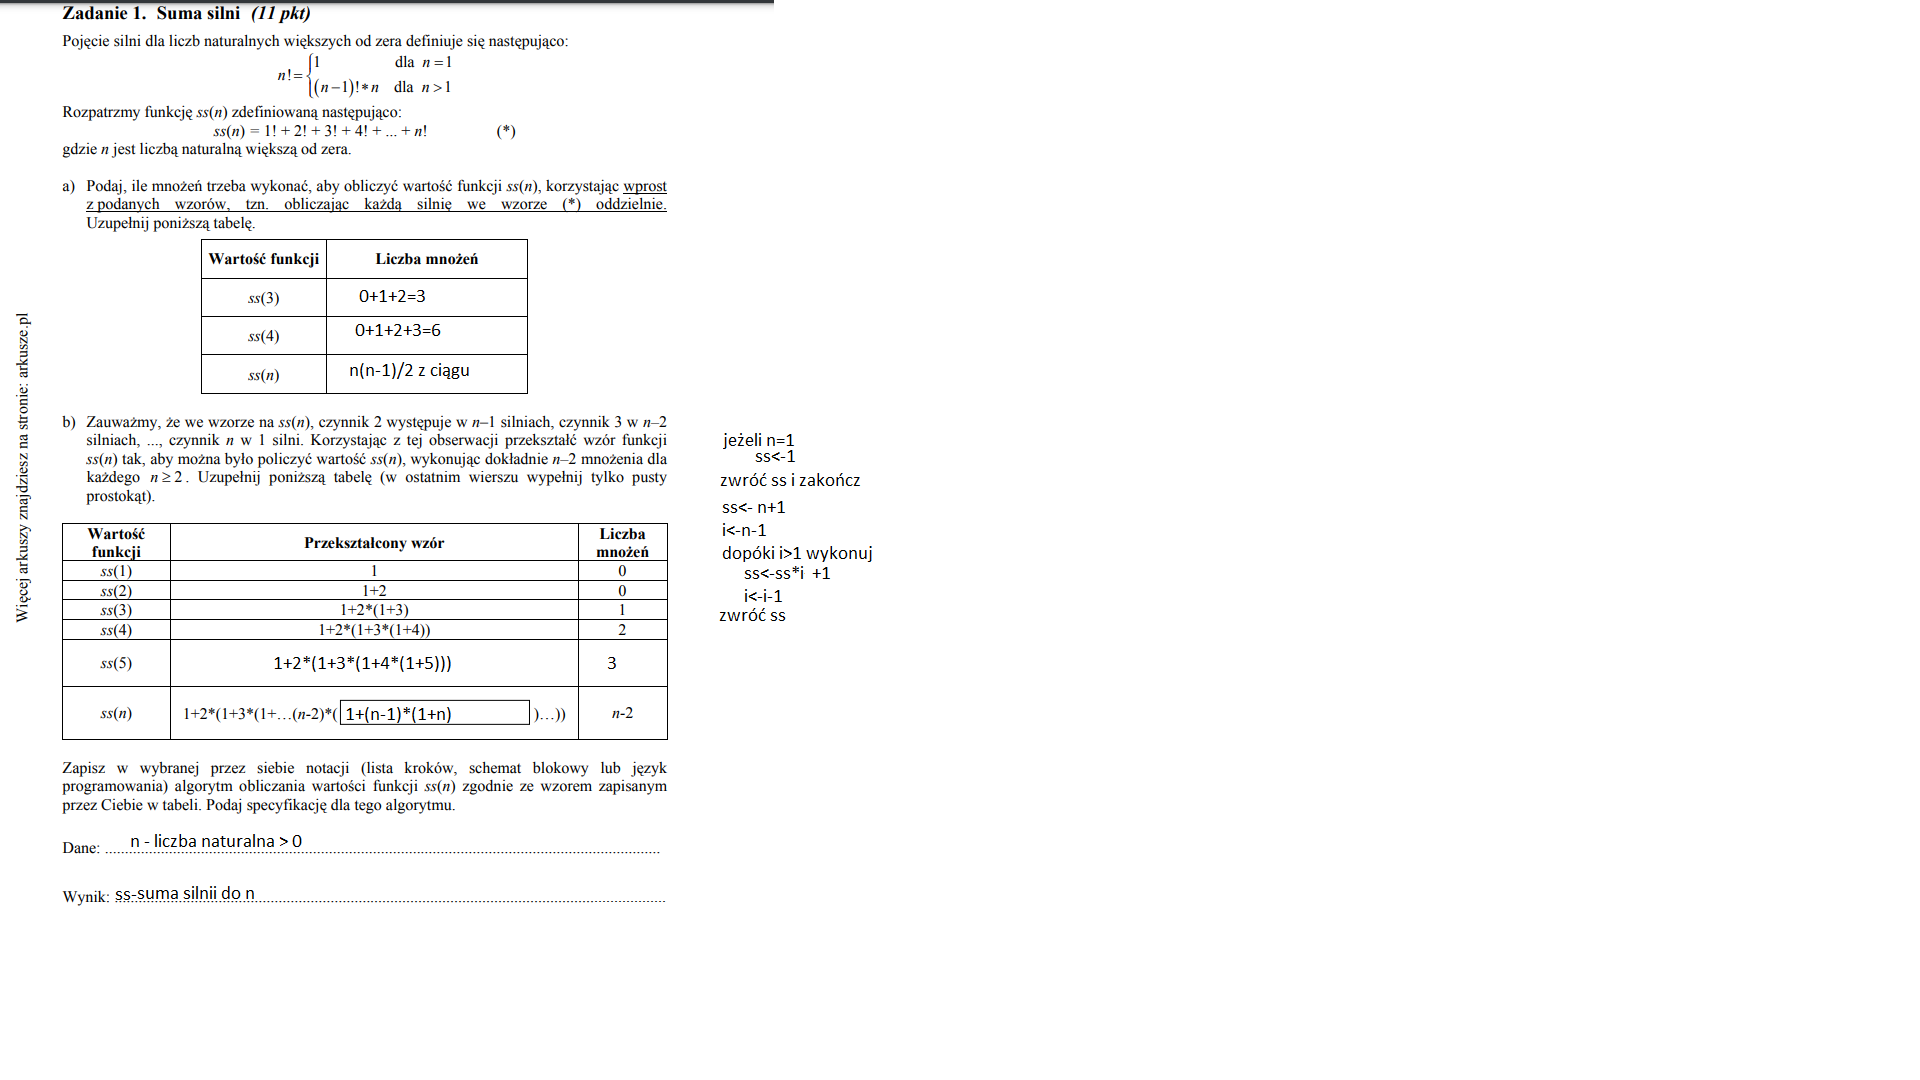 Zadanie 1. Suma silni (11 pkt)
Pojęcie silni dla liczb naturalnych większych od zera definiuje się następująco:
n!= {1 dla n=1
{(n−1)!*n dla n>1
Rozpatrzmy funkcję ss(n) zdefiniowaną następująco:
ss(n) = 1! + 2! + 3! + 4! + ... + n! (*)
gdzie n jest liczbą naturalną większą od zera.
a) Podaj, ile mnożeń trzeba wykonać, aby obliczyć wartość funkcji ss(n), korzystając wprost
z podanych wzorów, tzn. obliczając każdą silnię we wzorze (*) oddzielnie.
Uzupełnij poniższą tabelę.
Wartość funkcji Liczba mnożeń
ss(3) 0+1+2=3
ss(4) 0+1+2+3=6
ss(n) n(n-1)/2 z ciągu
b) Zauważmy, że we wzorze na ss(n), czynnik 2 występuje w n–1 silniach, czynnik 3 w n–2
silniach, ..., czynnik n w 1 silni. Korzystając z tej obserwacji przekształć wzór funkcji
ss(n) tak, aby można było policzyć wartość ss(n), wykonując dokładnie n–2 mnożenia dla
każdego n≥2. Uzupełnij poniższą tabelę (w ostatnim wierszu wypełnij tylko pusty
prostokąt).
Wartość funkcji Przekształcony wzór Liczba mnożeń
ss(1) 1 0
ss(2) 1+2 0
ss(3) 1+2*(1+3) 1
ss(4) 1+2*(1+3*(1+4)) 2
ss(5) 1+2*(1+3*(1+4*(1+5))) 3
ss(n) 1+2*(1+3*(1+…(n-2)*( 1+(n-1)*(1+n) )…)) n-2
Zapisz w wybranej przez siebie notacji (lista kroków, schemat blokowy lub język
programowania) algorytm obliczania wartości funkcji ss(n) zgodnie ze wzorem zapisanym
przez Ciebie w tabeli. Podaj specyfikację dla tego algorytmu.
Dane: n - liczba naturalna > 0
Wynik: ss-suma silnii do n
jeżeli n=1
ss<-1
zwróć ss i zakończ
ss<- n+1
i<-n-1
dopóki i>1 wykonuj
ss<-ss*i +1
i<-i-1
zwróć ss
Więcej arkuszy znajdziesz na stronie: arkusze.pl